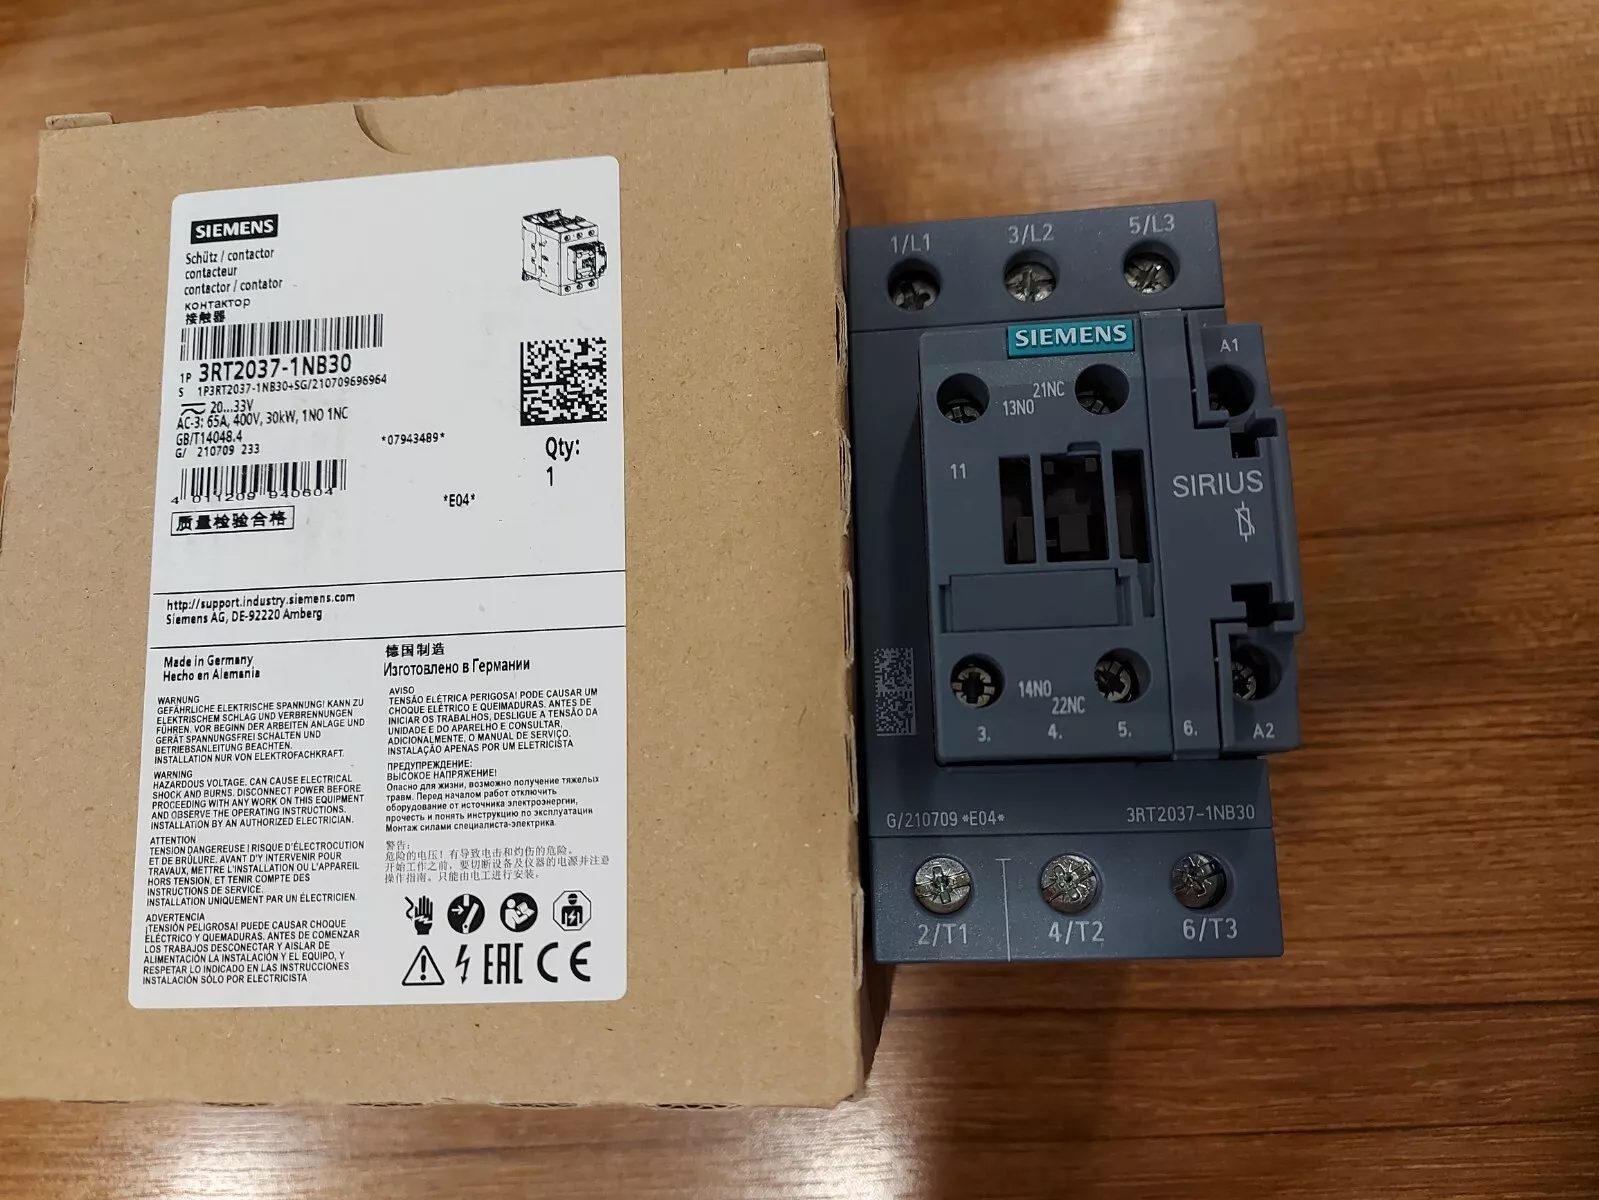 SIEMENS
Schütz / contactor
contacteur
contactor / contator
контактор
接触器
1P 3RT2037-1NB30
S 1P3RT2037-1NB30+SG/210709696964
20...33V
AC-3: 65A, 400V, 30kW, 1NO 1NC
GB/T14048.4
G/ 210709 233
*07943489*
Qty:
1
4 011209 940604
*E04*
质量检验合格
http://support.industry.siemens.com
Siemens AG, DE-92220 Amberg
Made in Germany
Hecho en Alemania
WARNUNG
GEFÄHRLICHE ELEKTRISCHE SPANNUNG! KANN ZU
ELEKTRISCHEM SCHLAG UND VERBRENNUNGEN
FÜHREN. VOR BEGINN DER ARBEITEN ANLAGE UND
GERÄT SPANNUNGSFREI SCHALTEN UND
BETRIEBSANLEITUNG BEACHTEN.
INSTALLATION NUR VON ELEKTROFACHKRAFT.
WARNING
HAZARDOUS VOLTAGE. CAN CAUSE ELECTRICAL
SHOCK AND BURNS. DISCONNECT POWER BEFORE
PROCEEDING WITH ANY WORK ON THIS EQUIPMENT
AND OBSERVE THE OPERATING INSTRUCTIONS.
INSTALLATION BY AN AUTHORIZED ELECTRICIAN.
ATTENTION
TENSION DANGEREUSE ! RISQUE D'ÉLECTROCUTION
ET DE BRÛLURE. AVANT D'Y INTERVENIR POUR
TRAVAUX, METTRE L'INSTALLATION OU L'APPAREIL
HORS TENSION, ET TENIR COMPTE DES
INSTRUCTIONS DE SERVICE.
INSTALLATION UNIQUEMENT PAR UN ÉLECTRICIEN.
ADVERTENCIA
¡TENSIÓN PELIGROSA! PUEDE CAUSAR CHOQUE
ELÉCTRICO Y QUEMADURAS. ANTES DE COMENZAR
LOS TRABAJOS DESCONECTAR Y AISLAR DE
ALIMENTACIÓN LA INSTALACIÓN Y EL EQUIPO, Y
RESPETAR LO INDICADO EN LAS INSTRUCCIONES
INSTALACIÓN SÓLO POR ELECTRICISTA
德国制造
Изготовлено в Германии
AVISO
TENSÃO ELÉTRICA PERIGOSA! PODE CAUSAR UM
CHOQUE ELÉTRICO E QUEIMADURAS. ANTES DE
INICIAR OS TRABALHOS, DESLIGUE A TENSÃO DA
UNIDADE E DO APARELHO E CONSULTAR,
ADICIONALMENTE, O MANUAL DE SERVIÇO.
INSTALAÇÃO APENAS POR UM ELETRICISTA
ПРЕДУПРЕЖДЕНИЕ:
ВЫСОКОЕ НАПРЯЖЕНИЕ!
Опасно для жизни, возможно получение тяжелых
травм. Перед началом работ отключить
оборудование от источника электроэнергии,
прочесть и понять инструкцию по эксплуатации
Монтаж силами специалиста-электрика.
警告:
危险的电压! 有导致电击和灼伤的危险。
开始工作之前, 要切断设备及仪器的电源并注意
操作指南。只能由电工进行安装。
EAC CE
1/L1 3/L2 5/L3
SIEMENS
A1
21NC
13NO
11
SIRIUS
14NO
22NC
3. 4. 5. 6.
A2
G/210709 *E04*
3RT2037-1NB30
2/T1 4/T2 6/T3